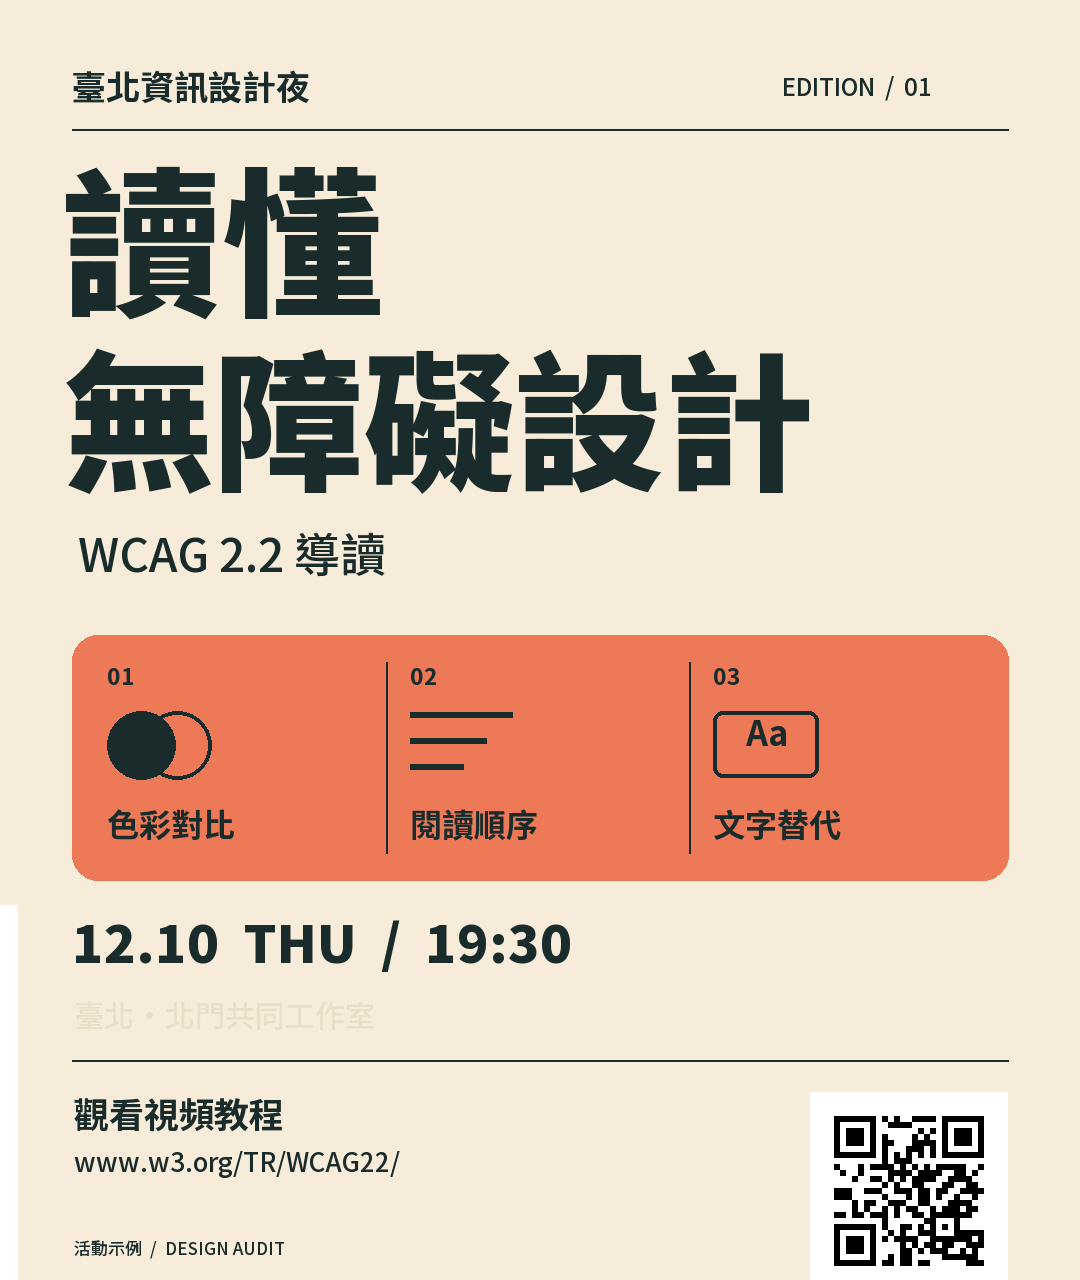 臺北資訊設計夜
EDITION / 01
讀懂
無障礙設計
WCAG 2.2 導讀
01
02
03
Aa
色彩對比
閱讀順序
文字替代
12.10 THU / 19:30
臺北・北門共同工作室
觀看視頻教程
www.w3.org/TR/WCAG22/
活動示例 / DESIGN AUDIT